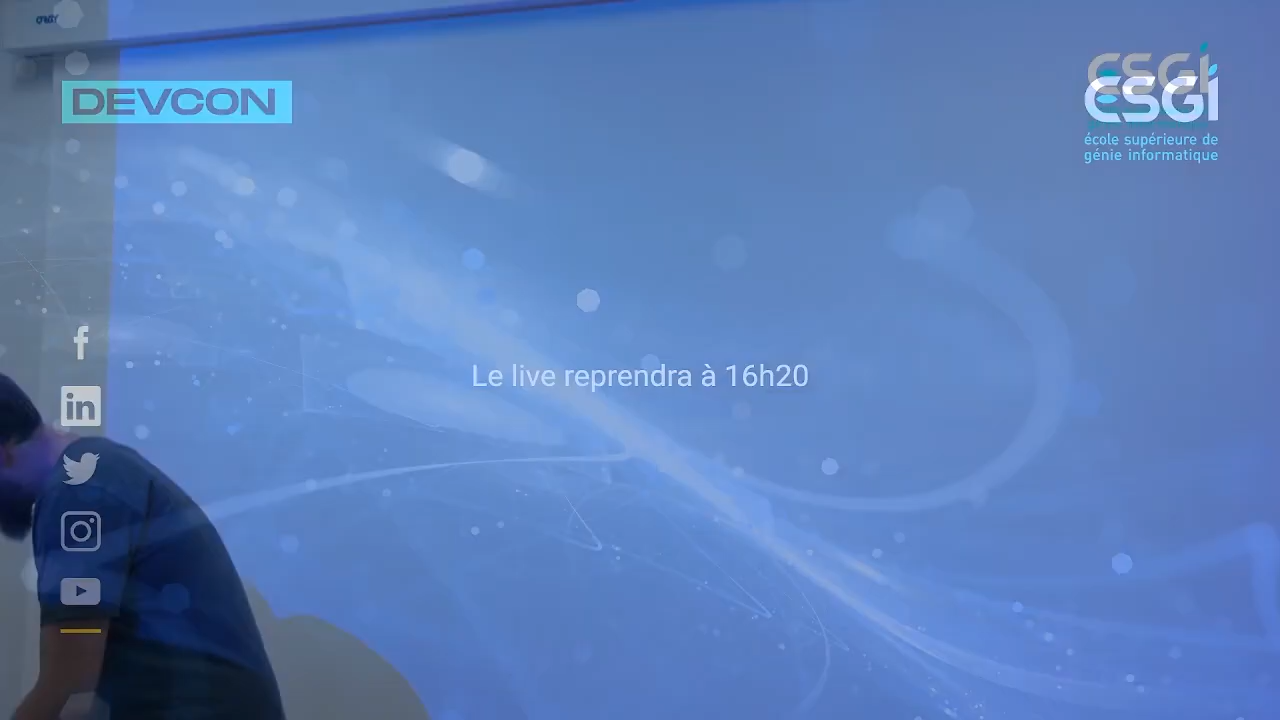 DEVCON
ESGI
école supérieure de
génie informatique
Le live reprendra à 16h20